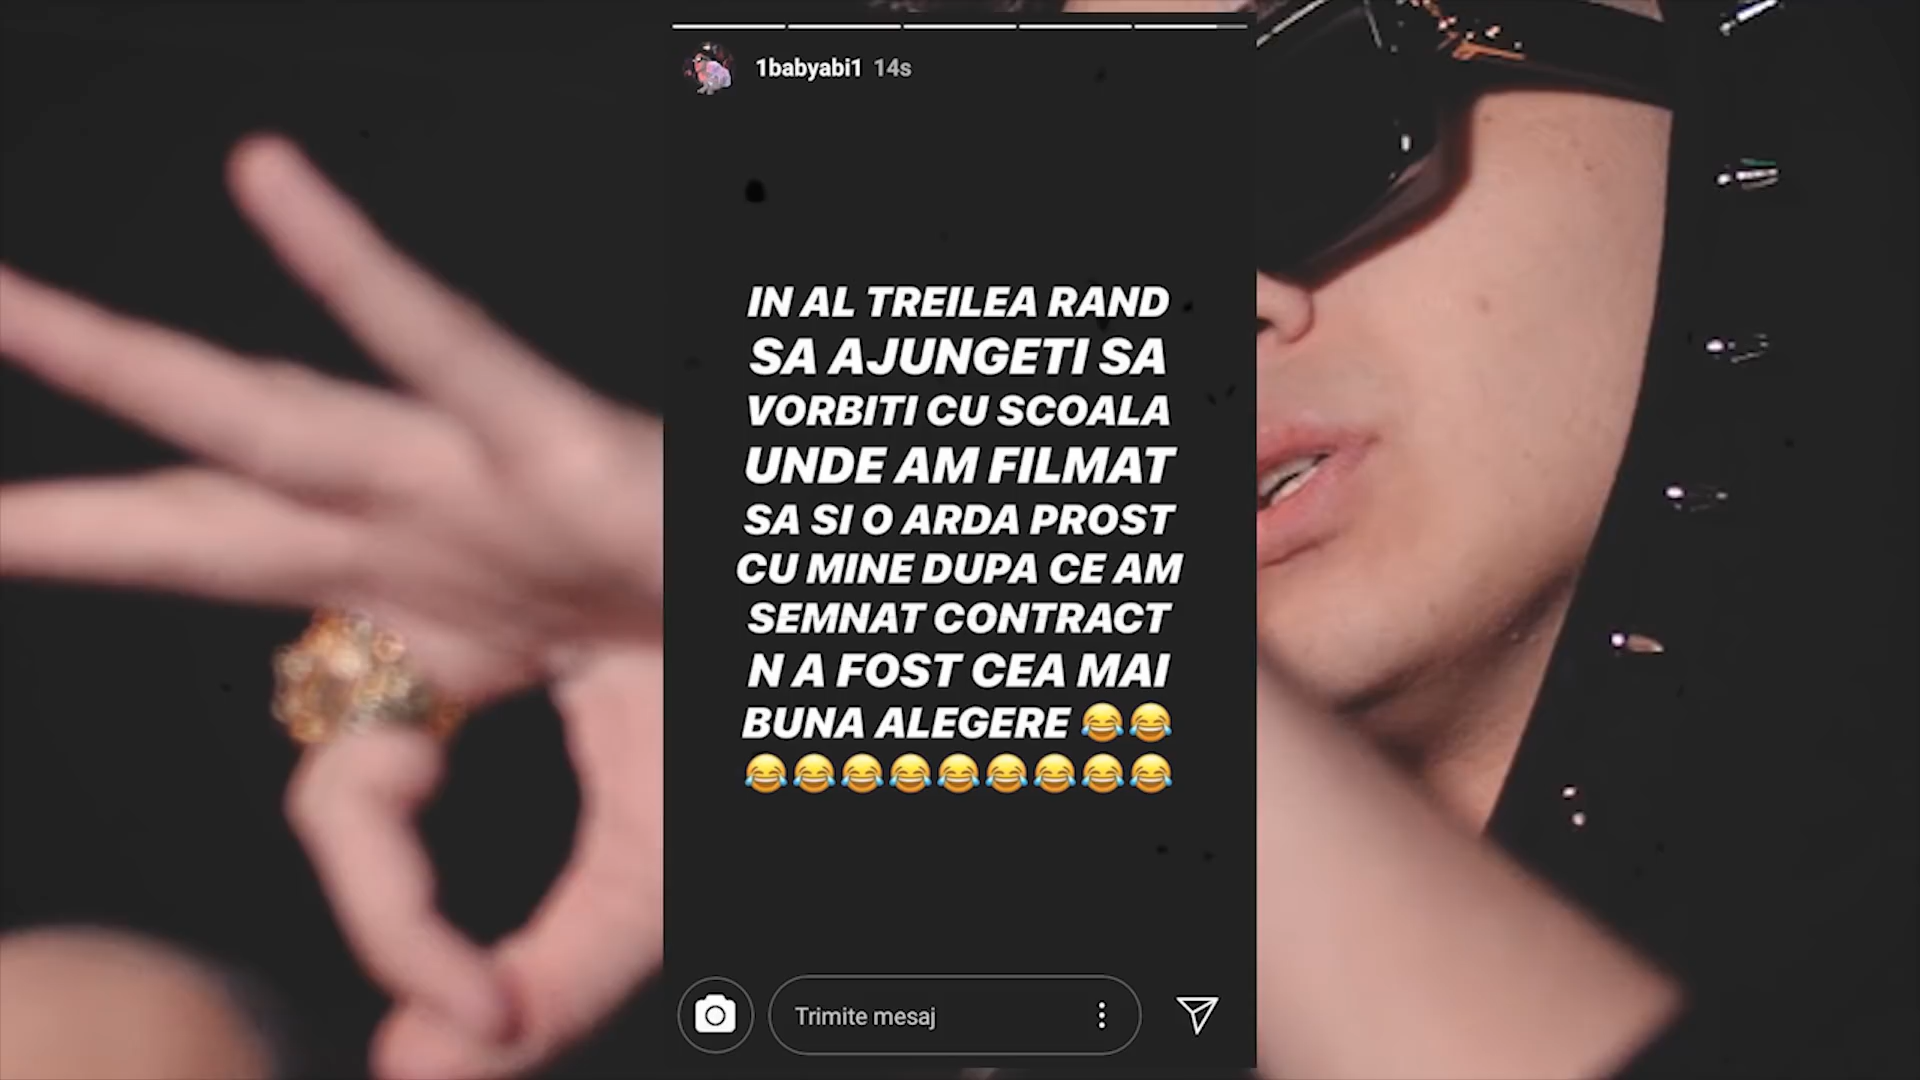 1babyabi1 14s
IN AL TREILEA RAND
SA AJUNGETI SA
VORBITI CU SCOALA
UNDE AM FILMAT
SA SI O ARDA PROST
CU MINE DUPA CE AM
SEMNAT CONTRACT
N A FOST CEA MAI
BUNA ALEGERE 😂😂
😂😂😂😂😂😂😂😂😂
Trimite mesaj